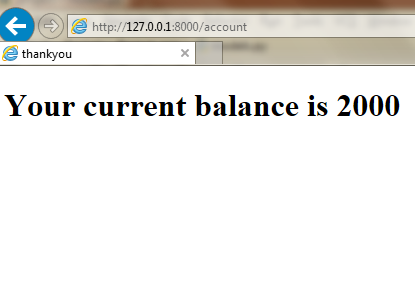 http://127.0.0.1:8000/account
thankyou
Your current balance is 2000